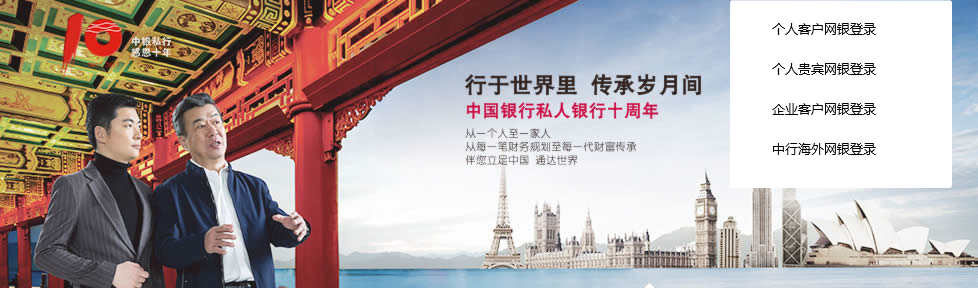 中银私行
感恩十年
行于世界里 传承岁月间
中国银行私人银行十周年
从一个人至一家人
从每一笔财务规划至每一代财富传承
伴您立足中国 通达世界
个人客户网银登录
个人贵宾网银登录
企业客户网银登录
中行海外网银登录